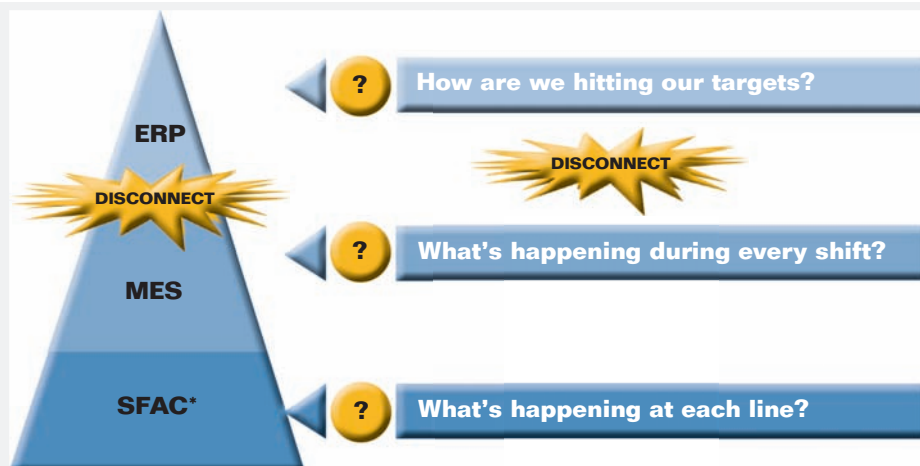 ?
How are we hitting our targets?
ERP
DISCONNECT
DISCONNECT
?
What's happening during every shift?
MES
SFAC*
?
What's happening at each line?